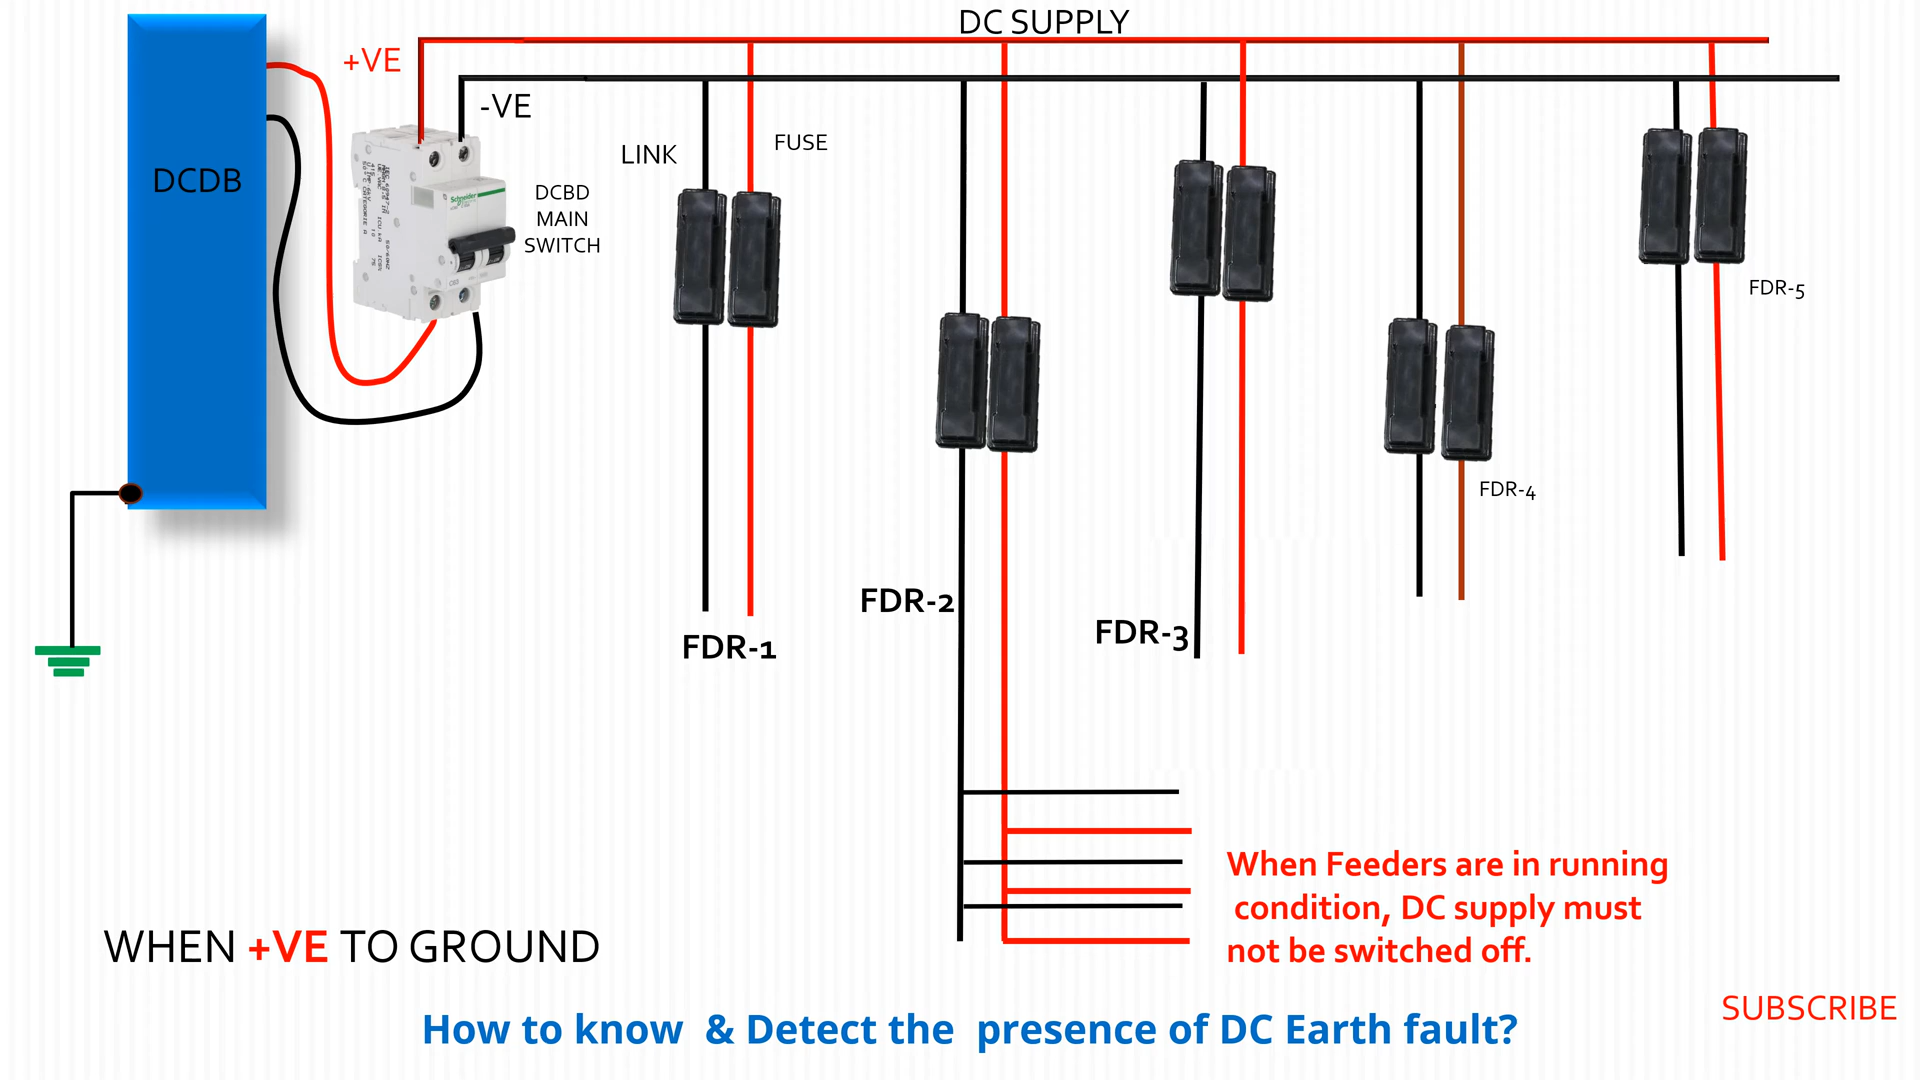 DC SUPPLY
+VE
-VE
DCDB
LINK
FUSE
Schneider
DCBD
MAIN
SWITCH
FDR-5
FDR-4
FDR-2
FDR-3
FDR-1
When Feeders are in running
condition, DC supply must
not be switched off.
WHEN +VE TO GROUND
SUBSCRIBE
How to know & Detect the presence of DC Earth fault?